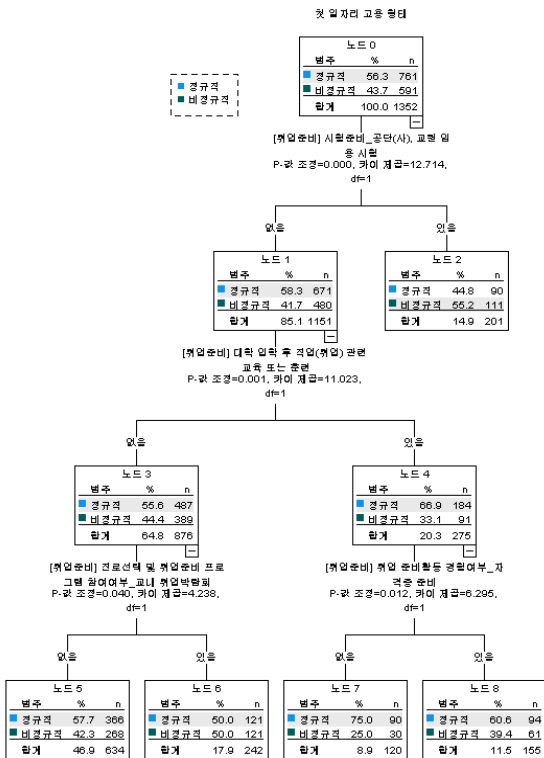 첫 일자리 고용 형태
정규직
비정규직
노드 0
범주 % n
정규직 56.3 761
비정규직 43.7 591
합계 100.0 1352
[취업준비] 시험준비_공단(사), 교원 임
용 시험
P-값 조정=0.000, 카이 제곱=12.714,
df=1
없음
있음
노드 1
범주 % n
정규직 58.3 671
비정규직 41.7 480
합계 85.1 1151
노드 2
범주 % n
정규직 44.8 90
비정규직 55.2 111
합계 14.9 201
[취업준비] 대학 입학 후 직업(취업) 관련
교육 또는 훈련
P-값 조정=0.001, 카이 제곱=11.023,
df=1
없음
있음
노드 3
범주 % n
정규직 55.6 487
비정규직 44.4 389
합계 64.8 876
노드 4
범주 % n
정규직 66.9 184
비정규직 33.1 91
합계 20.3 275
[취업준비] 진로선택 및 취업준비 프로
그램 참여여부_교내 취업박람회
P-값 조정=0.040, 카이 제곱=4.238,
df=1
[취업준비] 취업 준비활동 경험여부_자
격증 준비
P-값 조정=0.012, 카이 제곱=6.295,
df=1
없음
있음
없음
있음
노드 5
범주 % n
정규직 57.7 366
비정규직 42.3 268
합계 46.9 634
노드 6
범주 % n
정규직 50.0 121
비정규직 50.0 121
합계 17.9 242
노드 7
범주 % n
정규직 75.0 90
비정규직 25.0 30
합계 8.9 120
노드 8
범주 % n
정규직 60.6 94
비정규직 39.4 61
합계 11.5 155